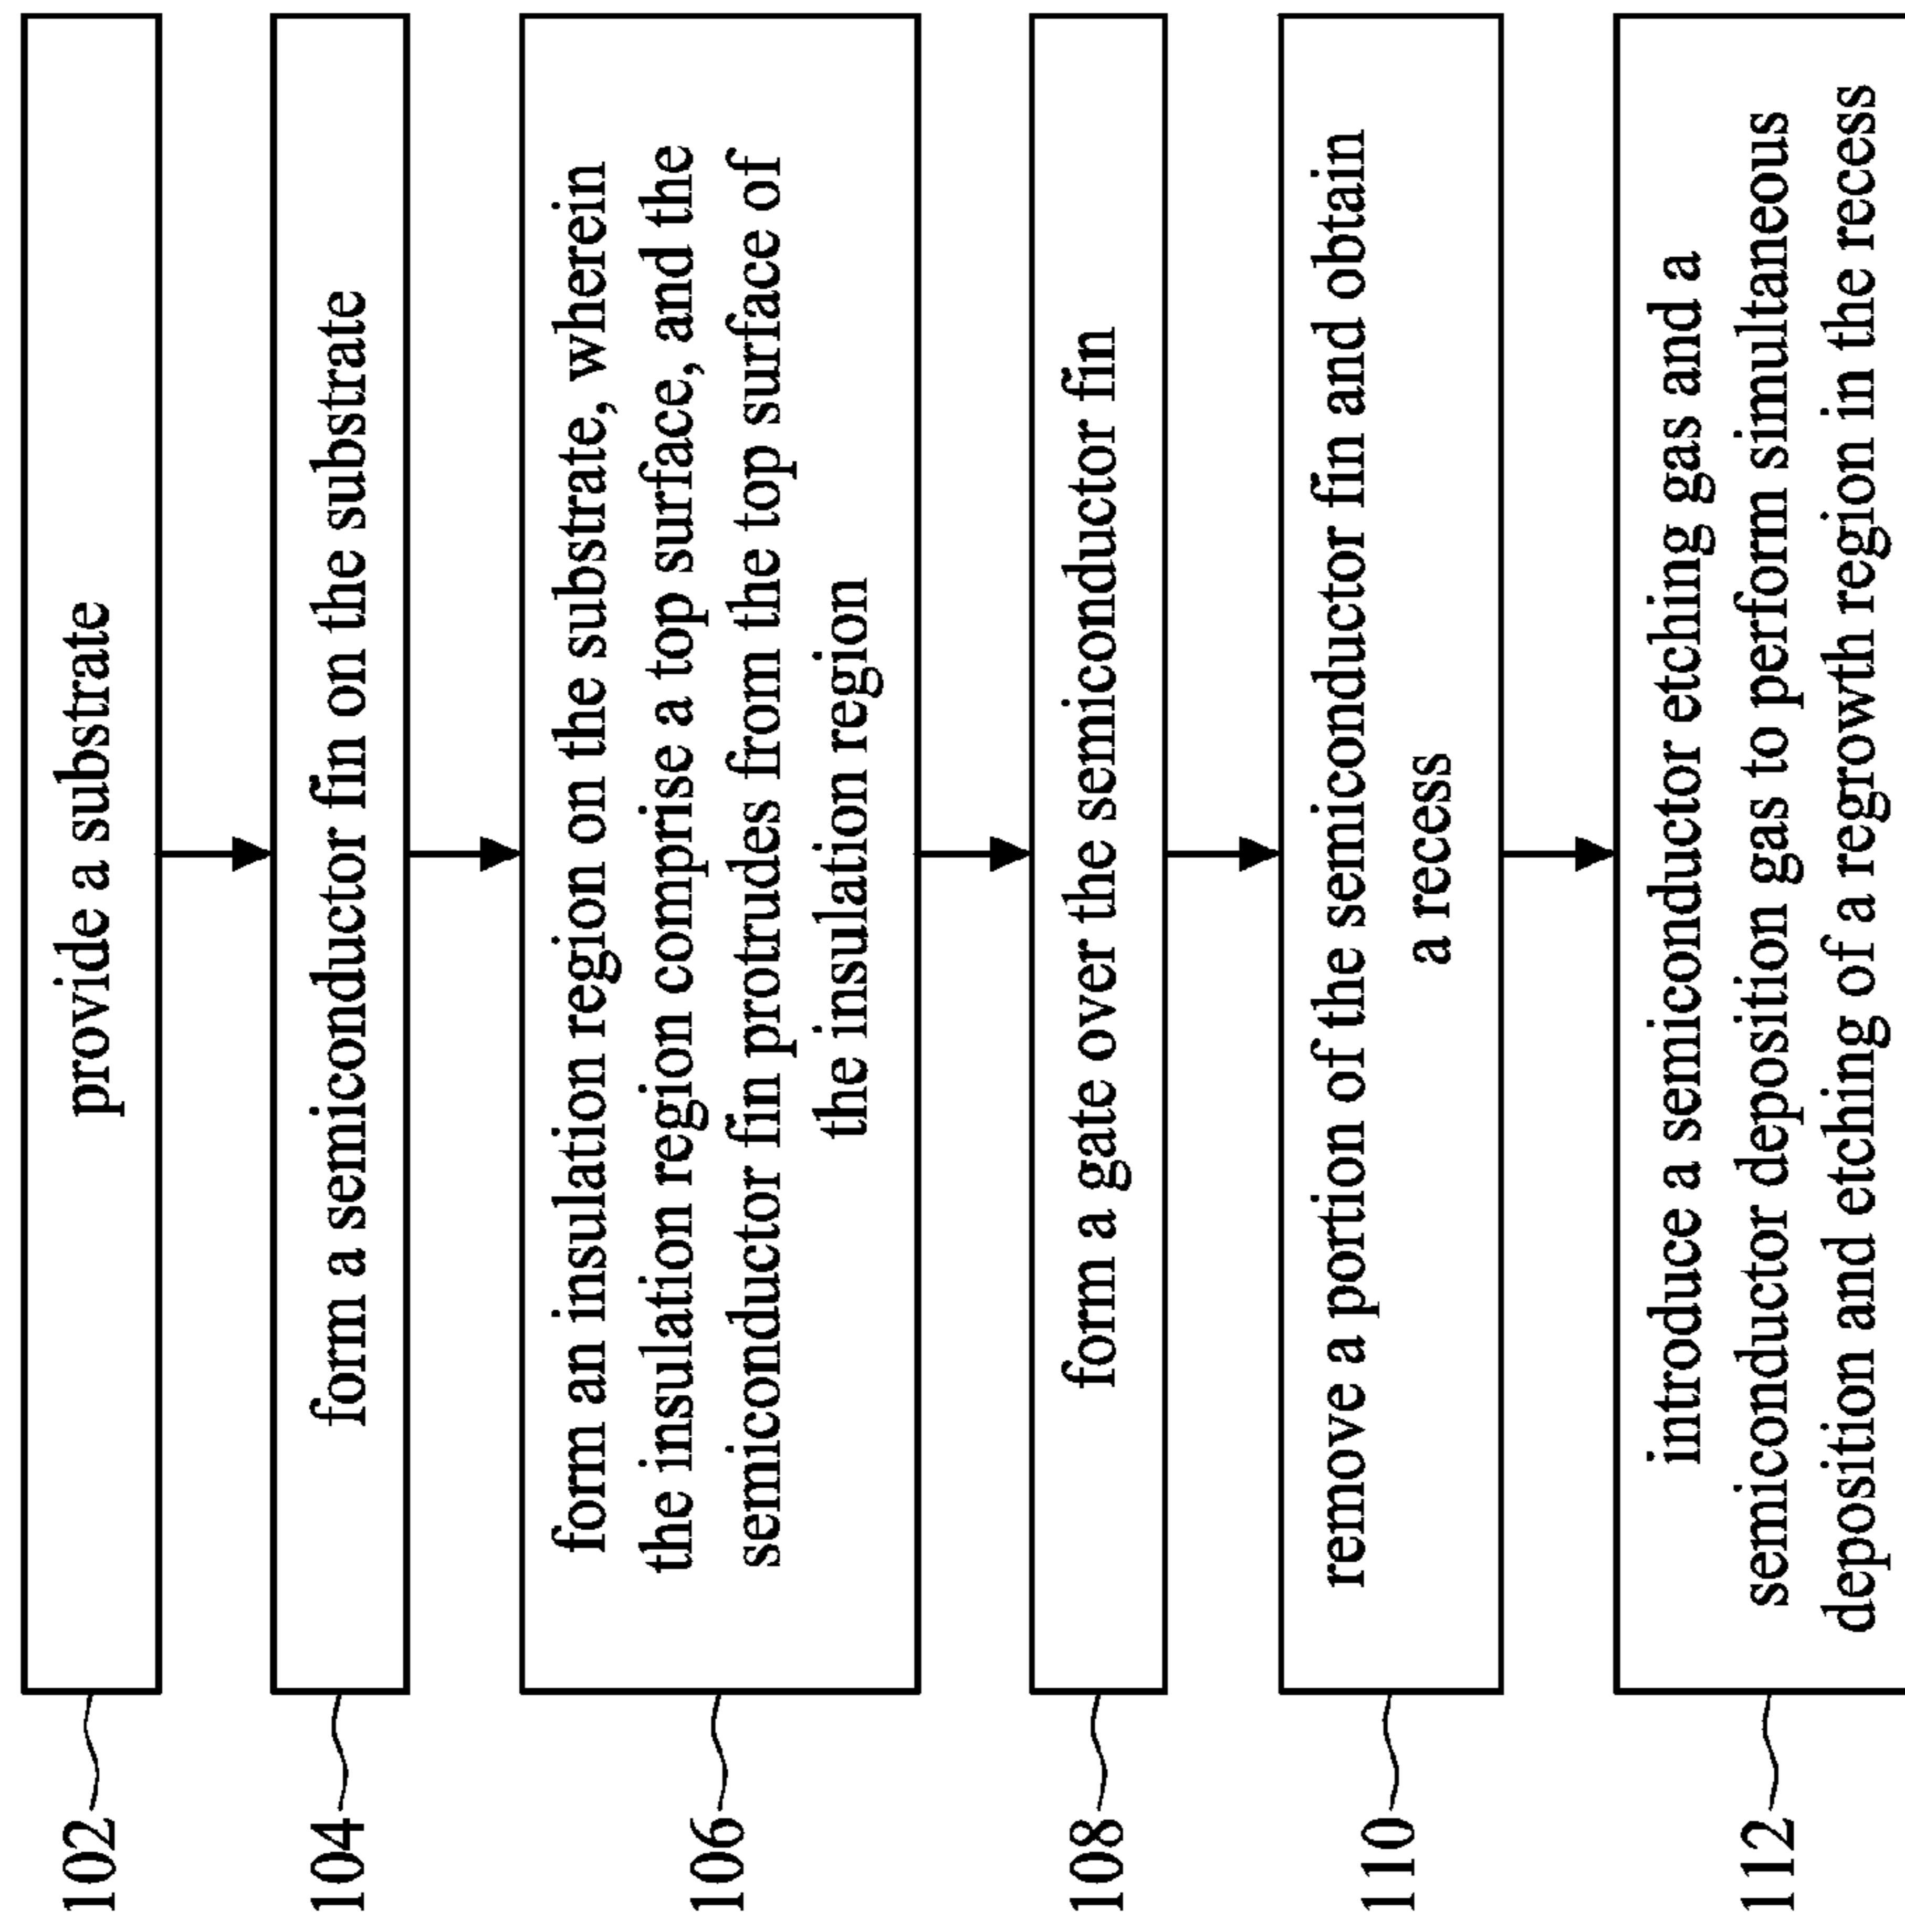 102
provide a substrate
104
form a semiconductor fin on the substrate
106
form an insulation region on the substrate, wherein
the insulation region comprise a top surface, and the
semiconductor fin protrudes from the top surface of
the insulation region
108
form a gate over the semiconductor fin
110
remove a portion of the semiconductor fin and obtain
a recess
112
introduce a semiconductor etching gas and a
semiconductor deposition gas to perform simultaneous
deposition and etching of a regrowth region in the recess